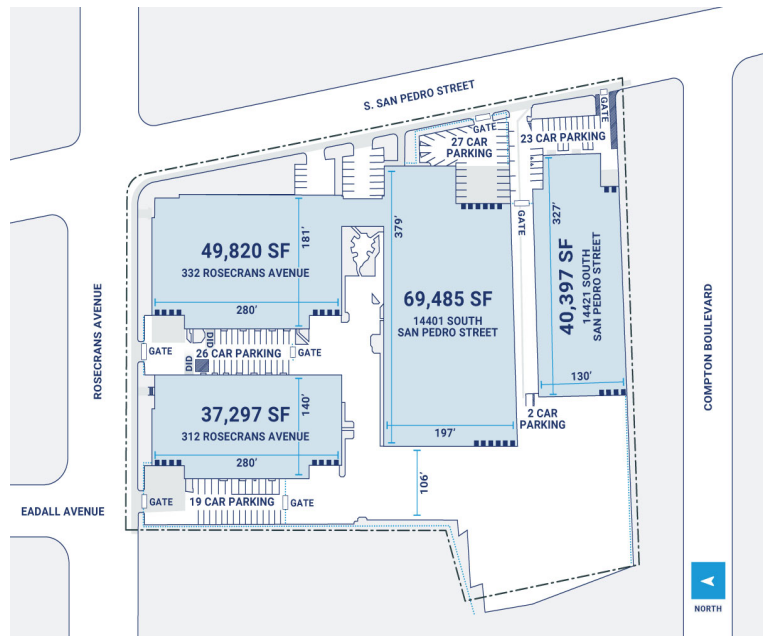 S. SAN PEDRO STREET
GATE
27 CAR
PARKING
GATE
23 CAR
PARKING
49,820 SF
332 ROSECRANS AVENUE
181’
280’
379’
69,485 SF
14401 SOUTH
SAN PEDRO STREET
197’
GATE
327’
40,397 SF
14421 SOUTH
SAN PEDRO STREET
130’
2 CAR
PARKING
ROSECRANS AVENUE
COMPTON BOULEVARD
GATE
DID
DID
26 CAR PARKING
GATE
37,297 SF
312 ROSECRANS AVENUE
140’
280’
106’
GATE
19 CAR PARKING
GATE
EADALL AVENUE
NORTH